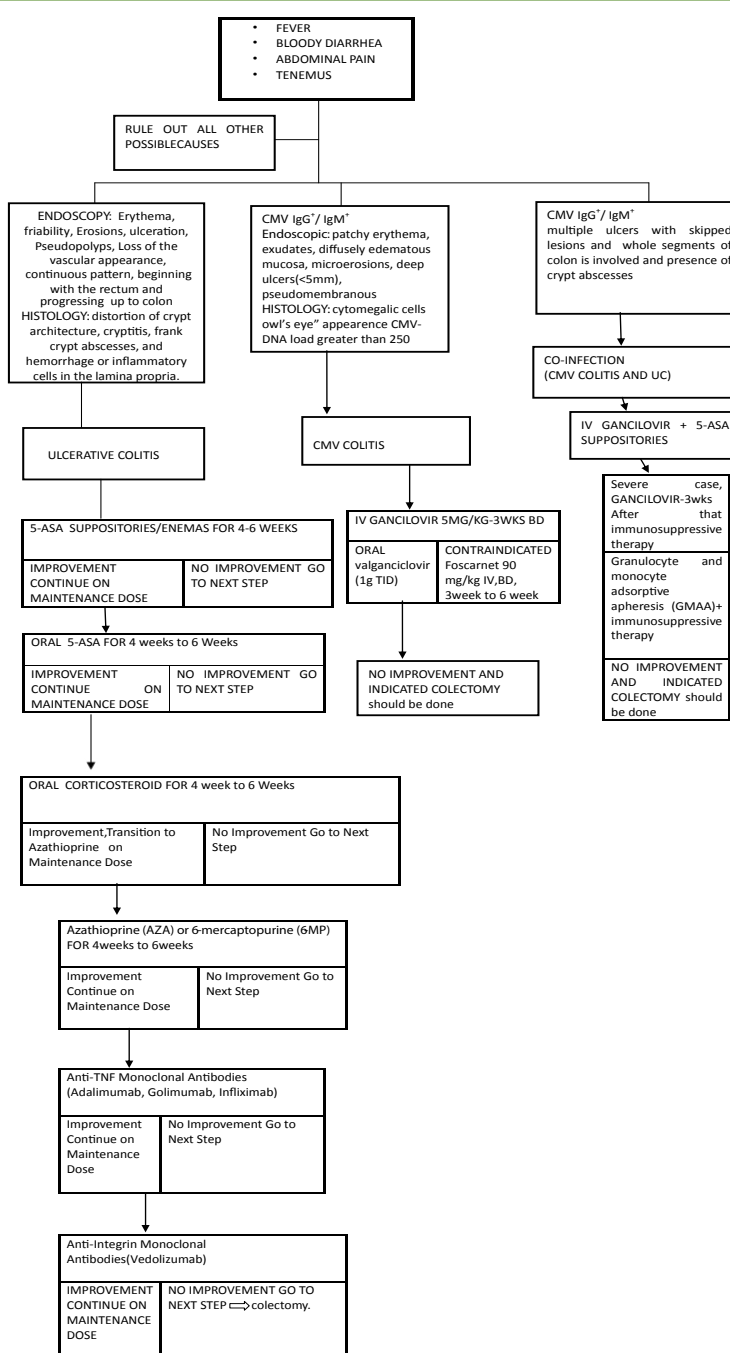 • FEVER
• BLOODY DIARRHEA
• ABDOMINAL PAIN
• TENEMUS
RULE OUT ALL OTHER
POSSIBLECAUSES
ENDOSCOPY: Erythema,
friability, Erosions, ulceration,
Pseudopolyps, Loss of the
vascular appearance,
continuous pattern, beginning
with the rectum and
progressing up to colon
HISTOLOGY: distortion of crypt
architecture, cryptitis, frank
crypt abscesses, and
hemorrhage or inflammatory
cells in the lamina propria.
CMV IgG⁺/ IgM⁺
Endoscopic: patchy erythema,
exudates, diffusely edematous
mucosa, microerosions, deep
ulcers(<5mm),
pseudomembranous
HISTOLOGY: cytomegalic cells
owl's eye” appearence CMV-
DNA load greater than 250
CMV IgG⁺/ IgM⁺
multiple ulcers with skipped
lesions and whole segments of
colon is involved and presence of
crypt abscesses
CO-INFECTION
(CMV COLITIS AND UC)
IV GANCILOVIR + 5-ASA
SUPPOSITORIES
Severe case,
GANCILOVIR-3wks
After that
immunosuppressive
therapy
Granulocyte and
monocyte
adsorptive
apheresis (GMAA)+
immunosuppressive
therapy
NO IMPROVEMENT
AND INDICATED
COLECTOMY should
be done
CMV COLITIS
IV GANCILOVIR 5MG/KG-3WKS BD
ORAL
valganciclovir
(1g TID)
CONTRAINDICATED
Foscarnet 90
mg/kg IV,BD,
3week to 6 week
NO IMPROVEMENT AND
INDICATED COLECTOMY
should be done
ULCERATIVE COLITIS
5-ASA SUPPOSITORIES/ENEMAS FOR 4-6 WEEKS
IMPROVEMENT
CONTINUE ON
MAINTENANCE DOSE
NO IMPROVEMENT GO
TO NEXT STEP
ORAL 5-ASA FOR 4 weeks to 6 Weeks
IMPROVEMENT
CONTINUE ON
MAINTENANCE DOSE
NO IMPROVEMENT GO
TO NEXT STEP
ORAL CORTICOSTEROID FOR 4 week to 6 Weeks
Improvement,Transition to
Azathioprine on
Maintenance Dose
No Improvement Go to Next
Step
Azathioprine (AZA) or 6-mercaptopurine (6MP)
FOR 4weeks to 6weeks
Improvement
Continue on
Maintenance Dose
No Improvement Go to
Next Step
Anti-TNF Monoclonal Antibodies
(Adalimumab, Golimumab, Infliximab)
Improvement
Continue on
Maintenance
Dose
No Improvement Go to
Next Step
Anti-Integrin Monoclonal
Antibodies(Vedolizumab)
IMPROVEMENT
CONTINUE ON
MAINTENANCE
DOSE
NO IMPROVEMENT GO TO
NEXT STEP ⇨ colectomy.